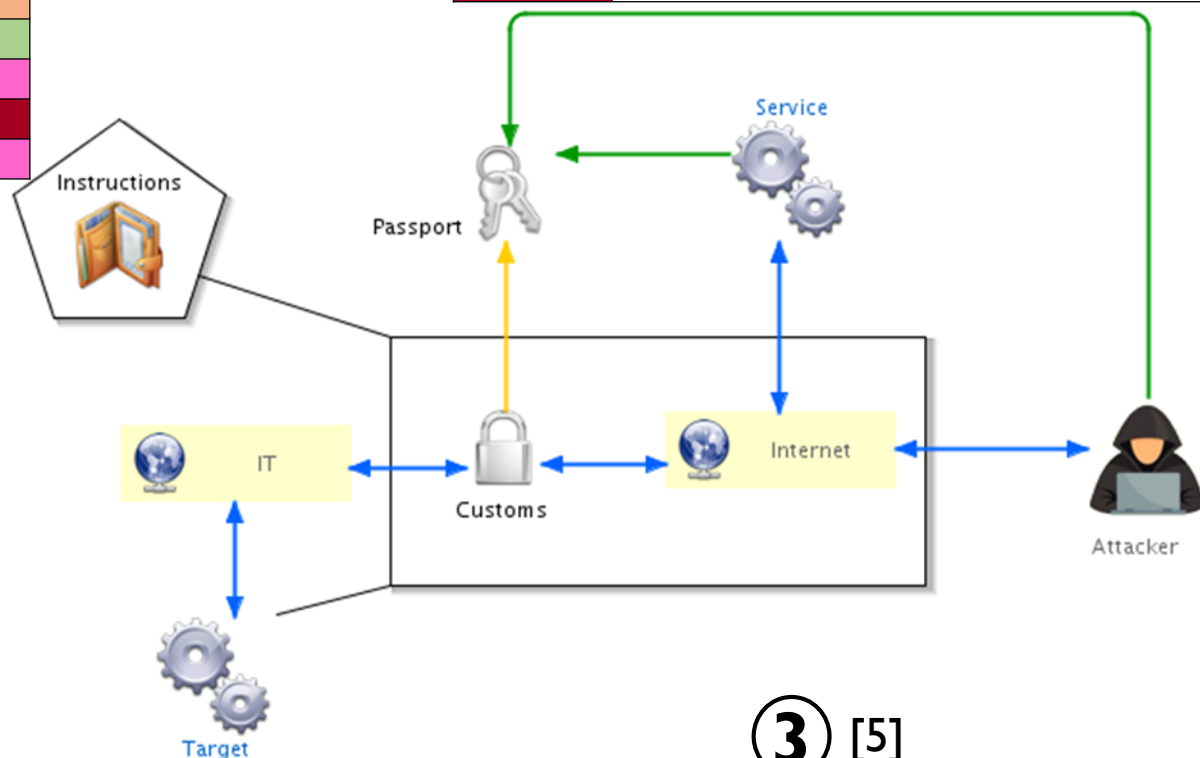 Service
Instructions
Passport
IT
Internet
Customs
Attacker
Target
3 [5]